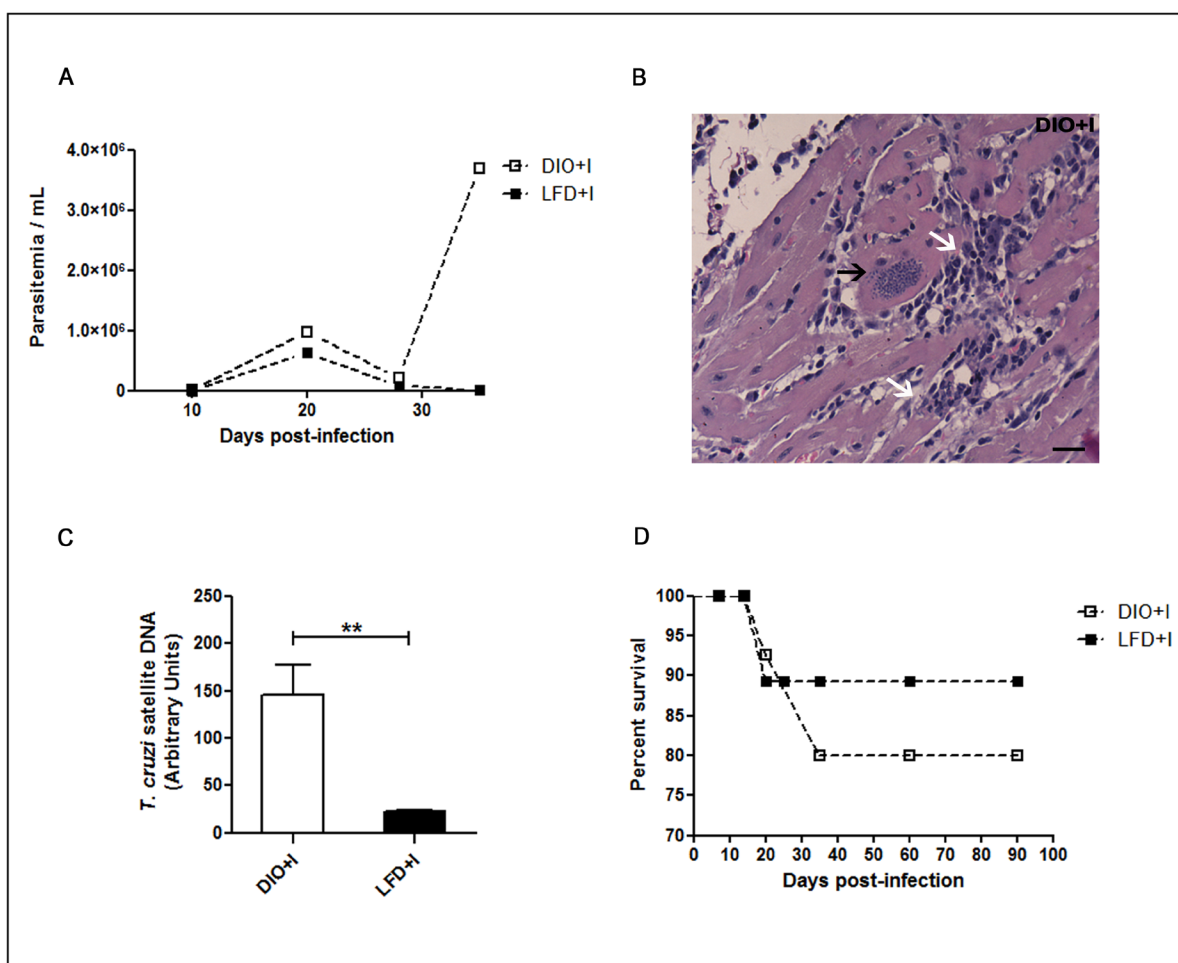 A
4.0×10⁶
3.0×10⁶
2.0×10⁶
1.0×10⁶
0
Parasitemia / mL
10 20 30
Days post-infection
DIO+I
LFD+I
B
DIO+I
C
250
200
150
100
50
0
T. cruzi satellite DNA
(Arbitrary Units)
**
DIO+I
LFD+I
D
100
95
90
85
80
75
70
Percent survival
0 10 20 30 40 50 60 70 80 90 100
Days post-infection
DIO+I
LFD+I